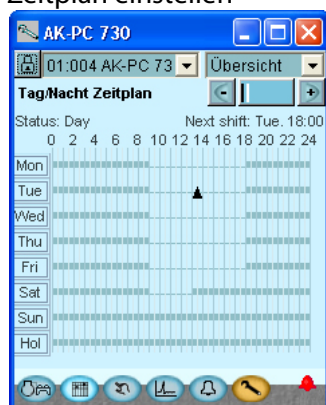 Zeitplan einstellen
AK-PC 730
01:004 AK-PC 73 Übersicht
Tag/Nacht Zeitplan
Status: Day Next shift: Tue. 18:00
0 2 4 6 8 10 12 14 16 18 20 22 24
Mon
Tue
Wed
Thu
Fri
Sat
Sun
Hol